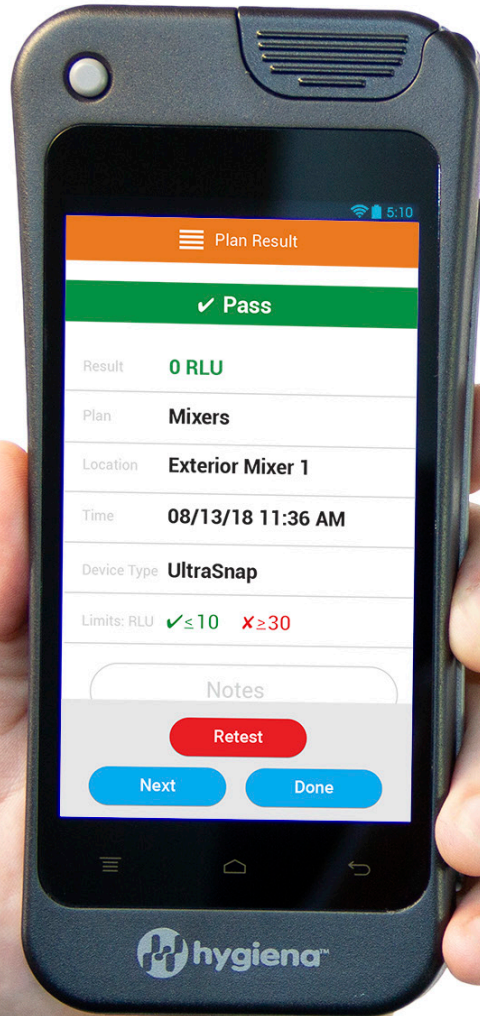 5:10
Plan Result
✔ Pass
Result 0 RLU
Plan Mixers
Location Exterior Mixer 1
Time 08/13/18 11:36 AM
Device Type UltraSnap
Limits: RLU ✔≤10 ✘≥30
Notes
Retest
Next Done
hygiena™